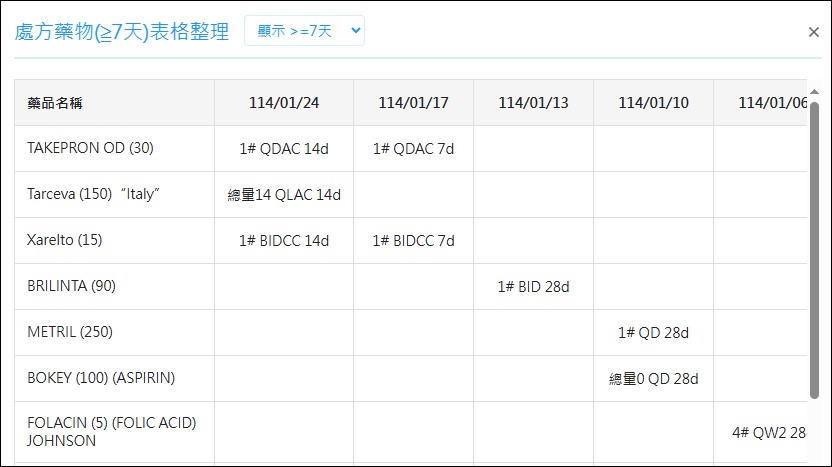 處方藥物(≥7天)表格整理 顯示 >=7天 ×
藥品名稱 114/01/24 114/01/17 114/01/13 114/01/10 114/01/06
TAKEPRON OD (30) 1# QDAC 14d 1# QDAC 7d
Tarceva (150) “Italy” 總量14 QLAC 14d
Xarelto (15) 1# BIDCC 14d 1# BIDCC 7d
BRILINTA (90) 1# BID 28d
METRIL (250) 1# QD 28d
BOKEY (100) (ASPIRIN) 總量0 QD 28d
FOLACIN (5) (FOLIC ACID)
JOHNSON 4# QW2 28